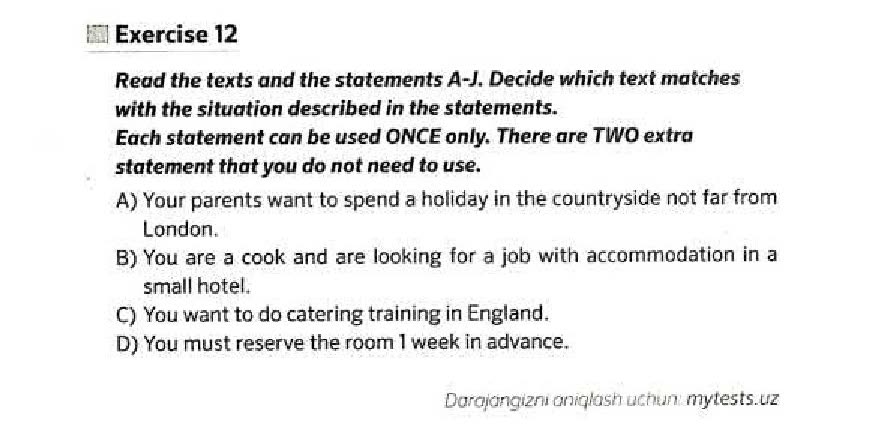 Exercise 12
Read the texts and the statements A-J. Decide which text matches
with the situation described in the statements.
Each statement can be used ONCE only. There are TWO extra
statement that you do not need to use.
A) Your parents want to spend a holiday in the countryside not far from
London.
B) You are a cook and are looking for a job with accommodation in a
small hotel.
C) You want to do catering training in England.
D) You must reserve the room 1 week in advance.
Darajangizni aniqlash uchun: mytests.uz